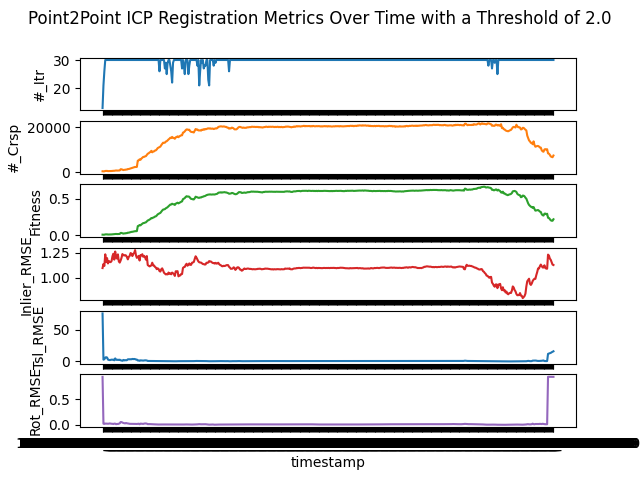 Point2Point ICP Registration Metrics Over Time with a Threshold of 2.0
30
20
#_Itr
20000
0
#_Crsp
0.5
0.0
Fitness
1.25
1.00
Inlier_RMSE
50
0
Tsl_RMSE
0.5
0.0
Rot_RMSE
timestamp